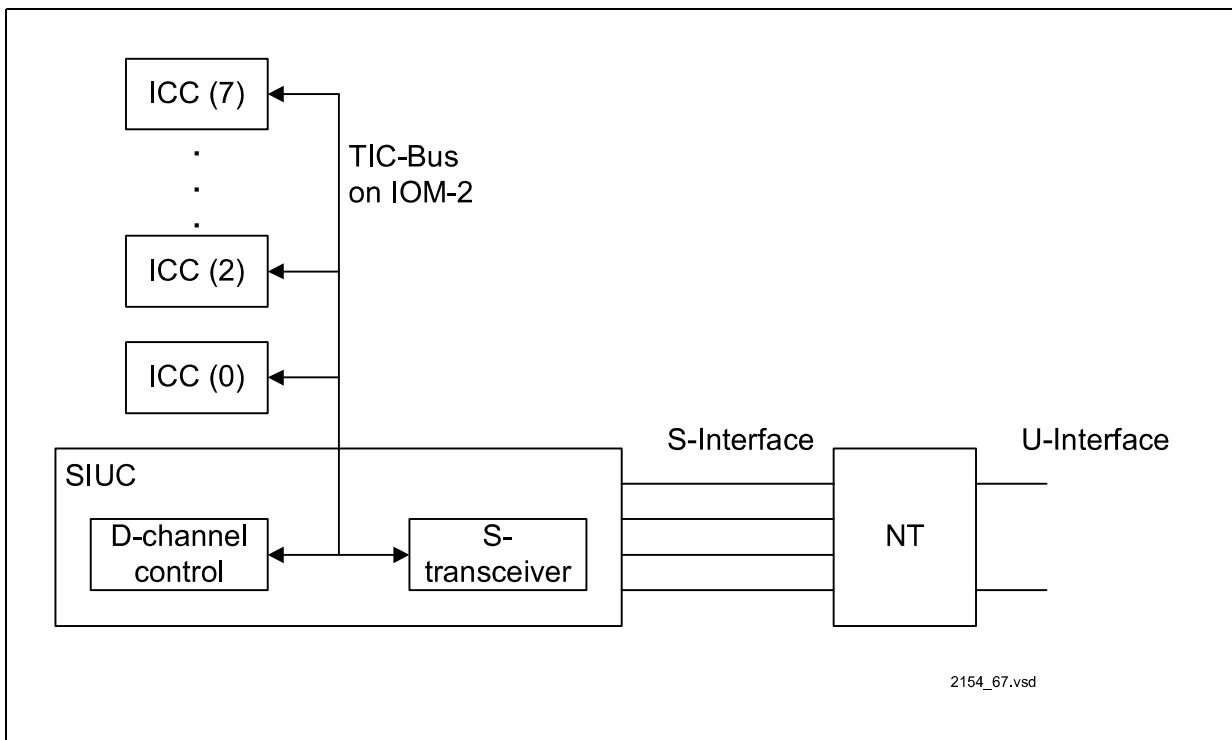 ICC (7)
.
.
.
TIC-Bus
on IOM-2
ICC (2)
ICC (0)
S-Interface
U-Interface
SIUC
D-channel
control
S-
transceiver
NT
2154_67.vsd